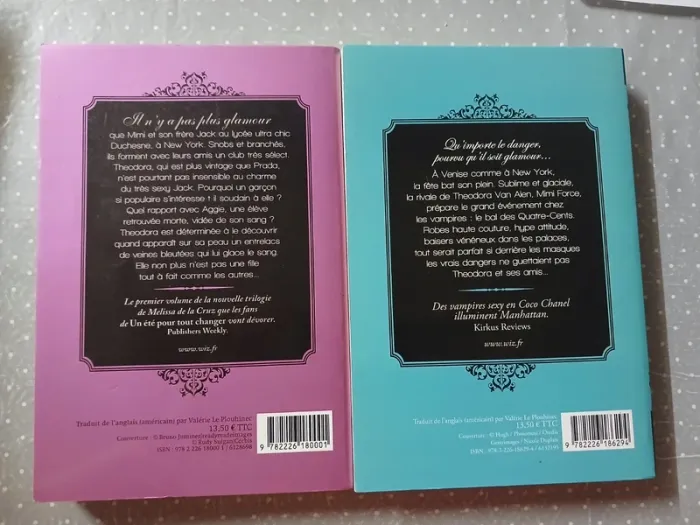 Il n'y a pas plus glamour
que Mimi et son frère Jack au lycée ultra chic
Duchesne, à New York. Snobs et branchés,
ils forment avec leurs amis un club très sélect.
Theodora, qui est plus vintage que Prada,
n'est pourtant pas insensible au charme
du très sexy Jack. Pourquoi un garçon
si populaire s'intéresse-t-il soudain à elle ?
Quel rapport avec Aggie, une élève
retrouvée morte, vidée de son sang ?
Theodora est déterminée à le découvrir
quand apparaît sur sa peau un entrelacs
de veines bleutées qui lui glace le sang.
Elle non plus n'est pas une fille
tout à fait comme les autres...
Le premier volume de la nouvelle trilogie
de Melissa de la Cruz que les fans
de Un été pour tout changer vont dévorer.
Publishers Weekly.
www.wiz.fr
Traduit de l'anglais (américain) par Valérie Le Plouhinec
13,50 € TTC
ISBN : 978 2-226-18000-1
9 782226 180001
Qu'importe le danger,
pourvu qu'il soit glamour...
À Venise comme à New York,
la fête bat son plein. Sublime et glaciale,
la rivale de Theodora Van Alen, Mimi Force,
prépare le grand événement chez
les vampires : le bal des Quatre-Cents.
Robes haute couture, hype attitude,
baisers vénéneux dans les palaces,
tout serait parfait si derrière les masques
les vrais dangers ne guettaient pas
Theodora et ses amis...
Des vampires sexy en Coco Chanel
illuminent Manhattan.
Kirkus Reviews
www.wiz.fr
Traduit de l'anglais (américain) par Valérie Le Plouhinec
13,50 € TTC
9 782226 186294